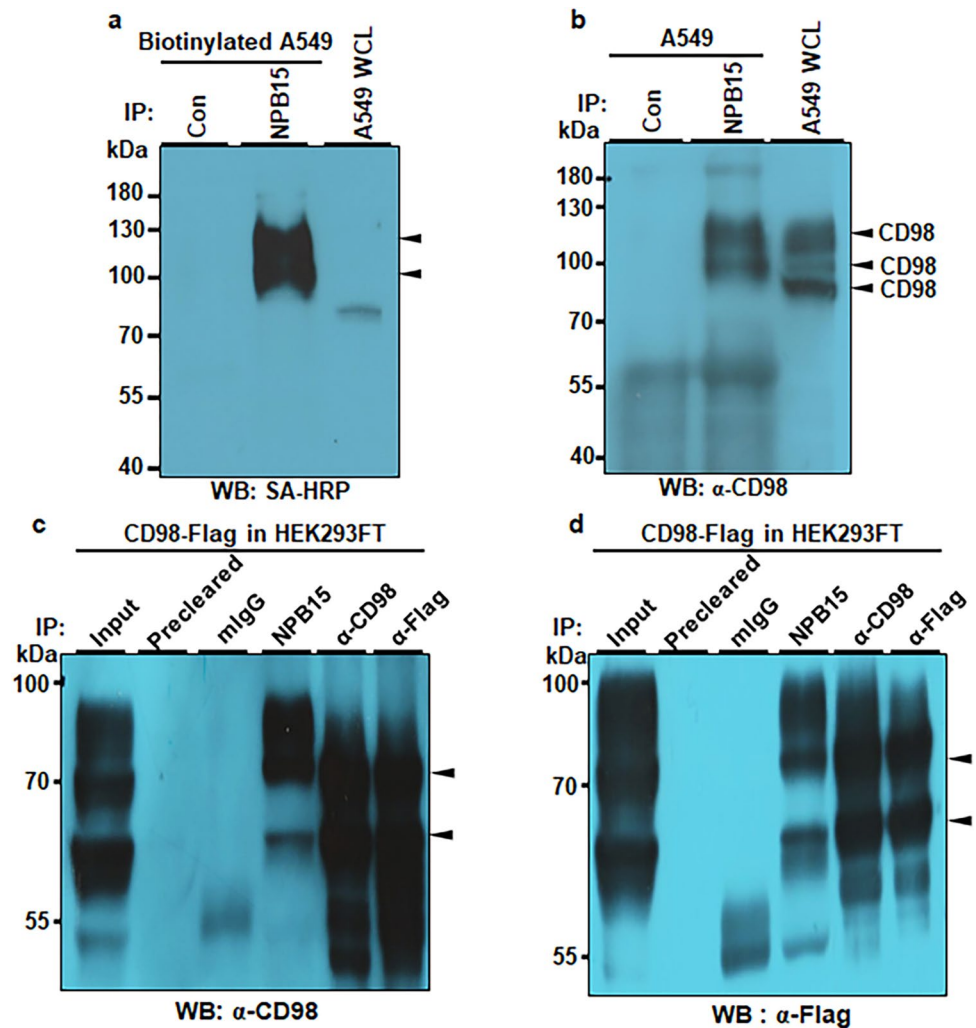 a
Biotinylated A549
IP:
Con
NPB15
A549 WCL
kDa
180
130
100
70
55
40
WB: SA-HRP
b
A549
IP:
Con
NPB15
A549 WCL
kDa
180
130
100
70
55
40
CD98
CD98
CD98
WB: α-CD98
c
CD98-Flag in HEK293FT
IP:
Input
Precleared
mIgG
NPB15
α-CD98
α-Flag
kDa
100
70
55
WB: α-CD98
d
CD98-Flag in HEK293FT
IP:
Input
Precleared
mIgG
NPB15
α-CD98
α-Flag
kDa
100
70
55
WB : α-Flag